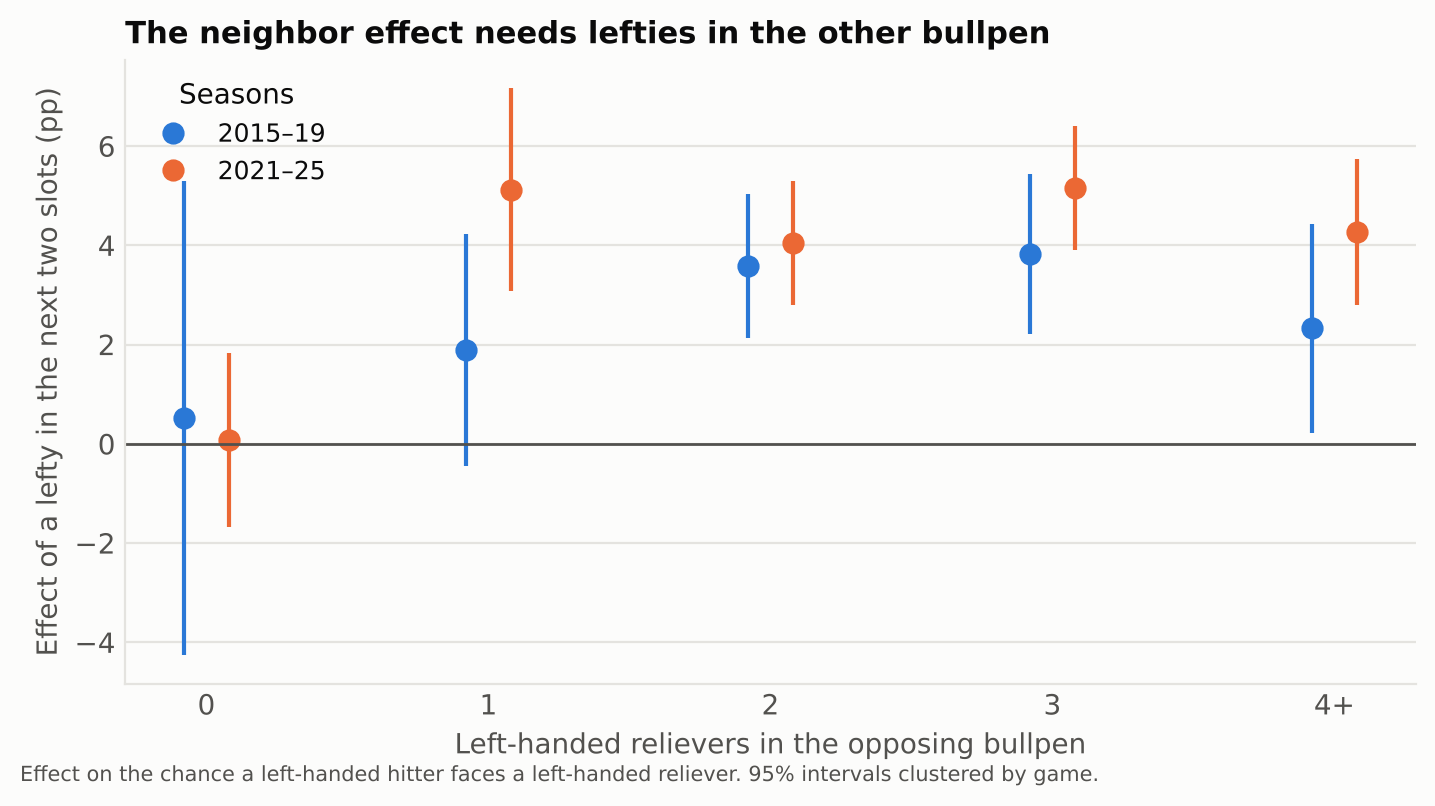 The neighbor effect needs lefties in the other bullpen
Effect of a lefty in the next two slots (pp)
Seasons
2015–19
2021–25
6
4
2
0
−2
−4
0 1 2 3 4+
Left-handed relievers in the opposing bullpen
Effect on the chance a left-handed hitter faces a left-handed reliever. 95% intervals clustered by game.